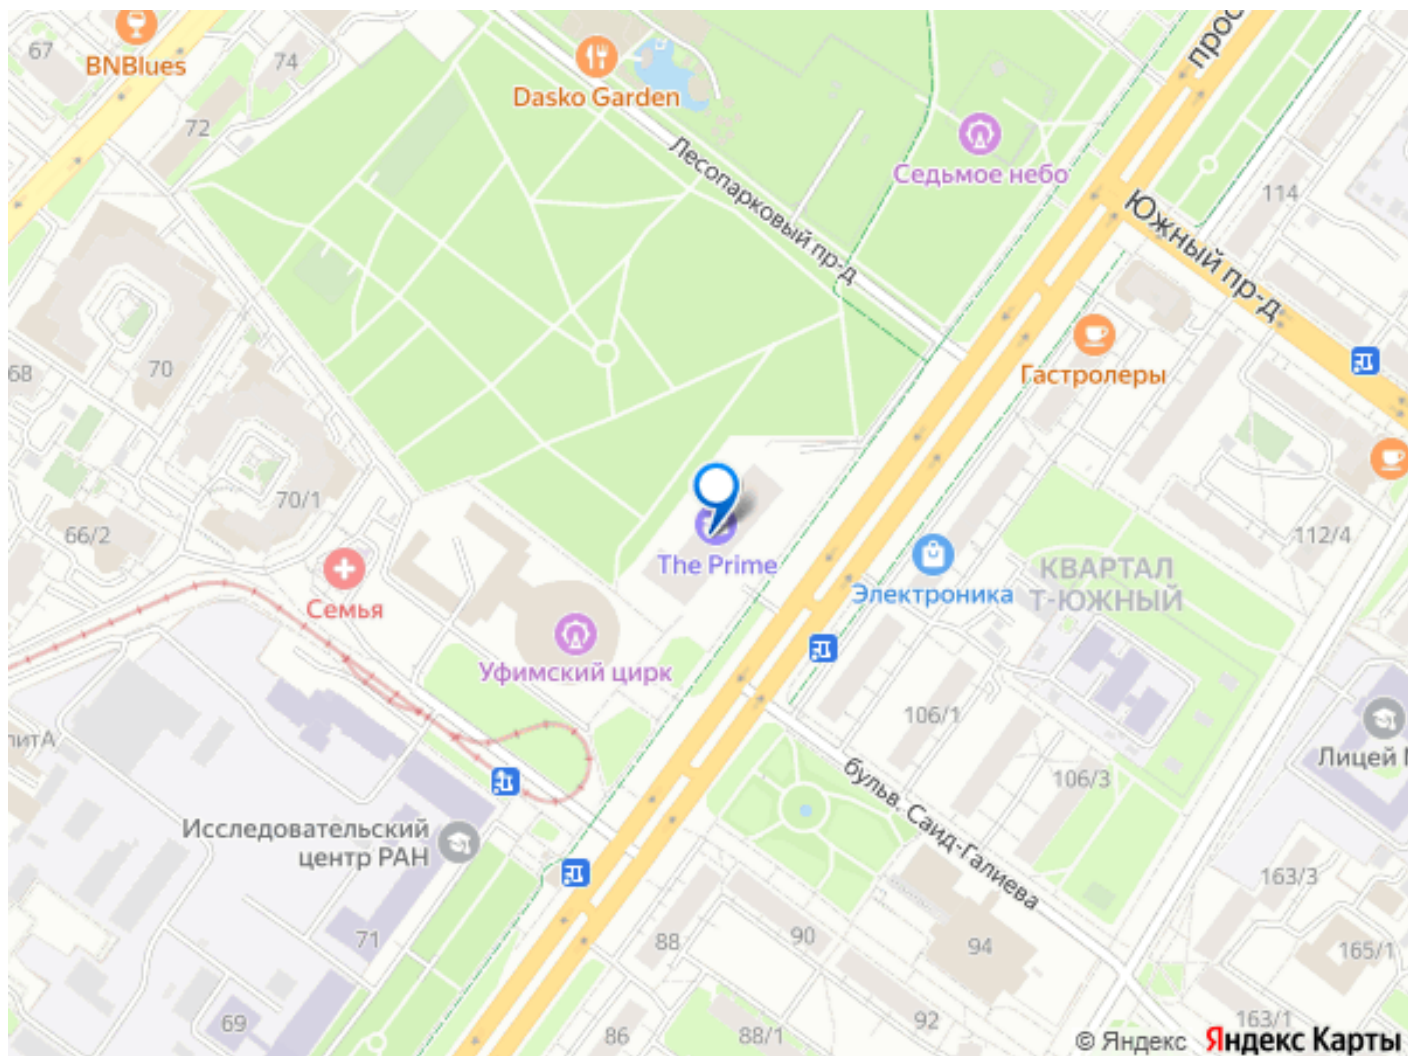 67
BNBlues
74
72
Dasko Garden
Лесопарковый пр-д
Седьмое небо
прос
114
Южный пр-д
Гастролеры
68
70
70/1
66/2
Семья
The Prime
Уфимский цирк
Электроника
КВАРТАЛ
Т-ЮЖНЫЙ
112/4
106/1
106/3
Лицей
литА
бульв. Саид-Галиева
Исследовательский
центр РАН
71
69
88
90
94
86
88/1
92
163/3
165/1
163/1
© Яндекс Яндекс Карты